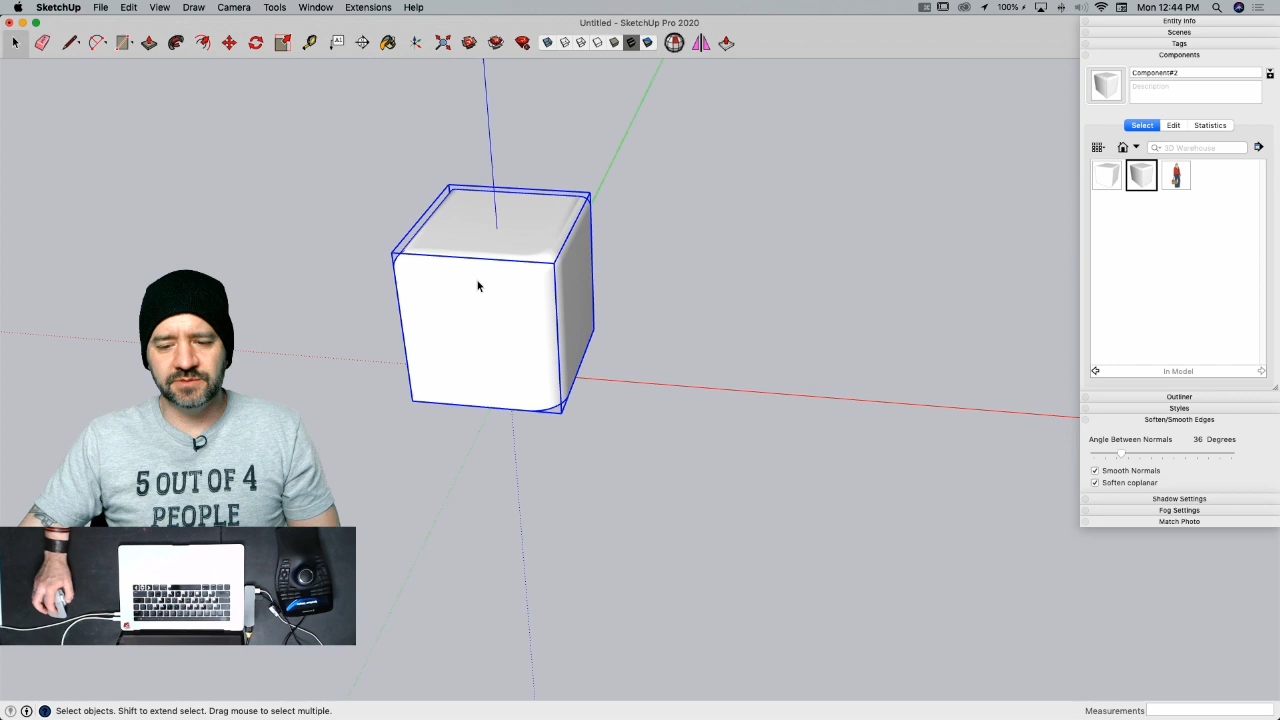 SketchUp File Edit View Draw Camera Tools Window Extensions Help
100% Mon 12:44 PM
Untitled - SketchUp Pro 2020
Entity Info
Scenes
Tags
Components
Component#2
Description
Select Edit Statistics
3D Warehouse
In Model
Outliner
Styles
Soften/Smooth Edges
Angle Between Normals 36 Degrees
Smooth Normals
Soften coplanar
Shadow Settings
Fog Settings
Match Photo
5 OUT OF 4
PEOPLE
Select objects. Shift to extend select. Drag mouse to select multiple.
Measurements